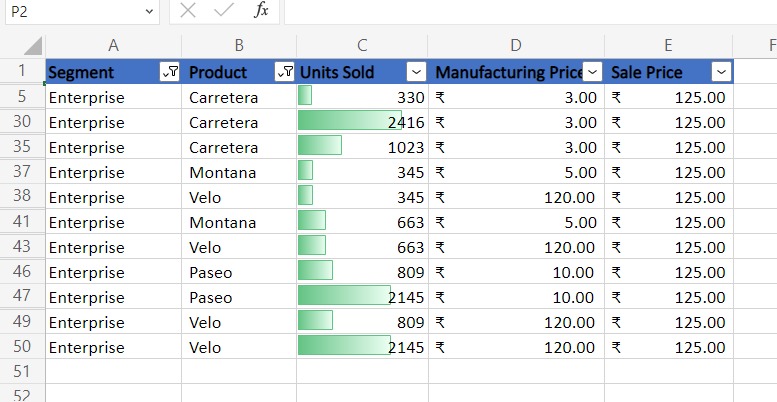 P2 fx
A B C D E F
1 Segment Product Units Sold Manufacturing Price Sale Price
5 Enterprise Carretera 330 ₹ 3.00 ₹ 125.00
30 Enterprise Carretera 2416 ₹ 3.00 ₹ 125.00
35 Enterprise Carretera 1023 ₹ 3.00 ₹ 125.00
37 Enterprise Montana 345 ₹ 5.00 ₹ 125.00
38 Enterprise Velo 345 ₹ 120.00 ₹ 125.00
41 Enterprise Montana 663 ₹ 5.00 ₹ 125.00
43 Enterprise Velo 663 ₹ 120.00 ₹ 125.00
46 Enterprise Paseo 809 ₹ 10.00 ₹ 125.00
47 Enterprise Paseo 2145 ₹ 10.00 ₹ 125.00
49 Enterprise Velo 809 ₹ 120.00 ₹ 125.00
50 Enterprise Velo 2145 ₹ 120.00 ₹ 125.00
51
52